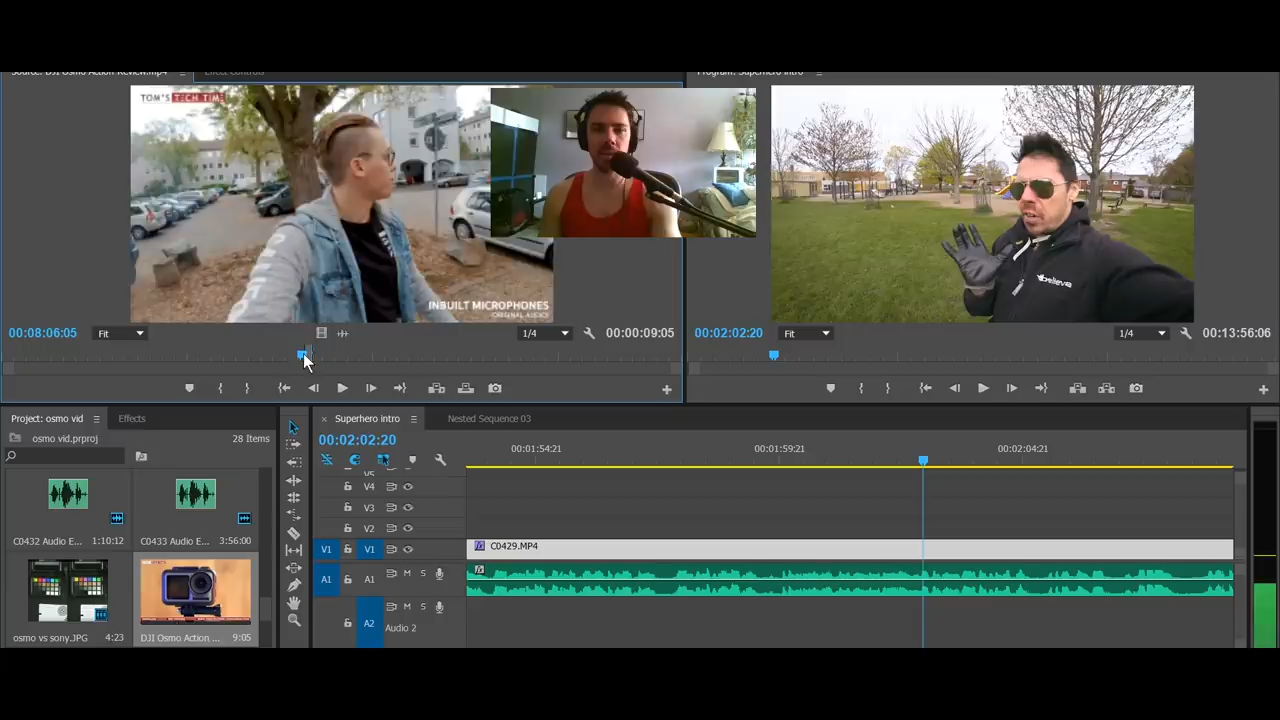 Source: DJI Osmo Action Review.mp4
Effect Controls
Program: Superhero intro
TOM'S TECH TIME
INBUILT MICROPHONES
ORIGINAL AUDIO
believia
00:08:06:05
Fit
1/4
00:00:09:05
00:02:02:20
Fit
1/4
00:13:56:06
Project: osmo vid
Effects
osmo vid.prproj
28 Items
C0432 Audio E...
1:10:12
C0433 Audio E...
3:56:00
osmo vs sony.JPG
4:23
DJI Osmo Action ...
9:05
× Superhero intro
Nested Sequence 03
00:02:02:20
00:01:54:21
00:01:59:21
00:02:04:21
V4
V3
V2
V1 V1
C0429.MP4
fx
A1 A1 M S
A2 M S
Audio 2